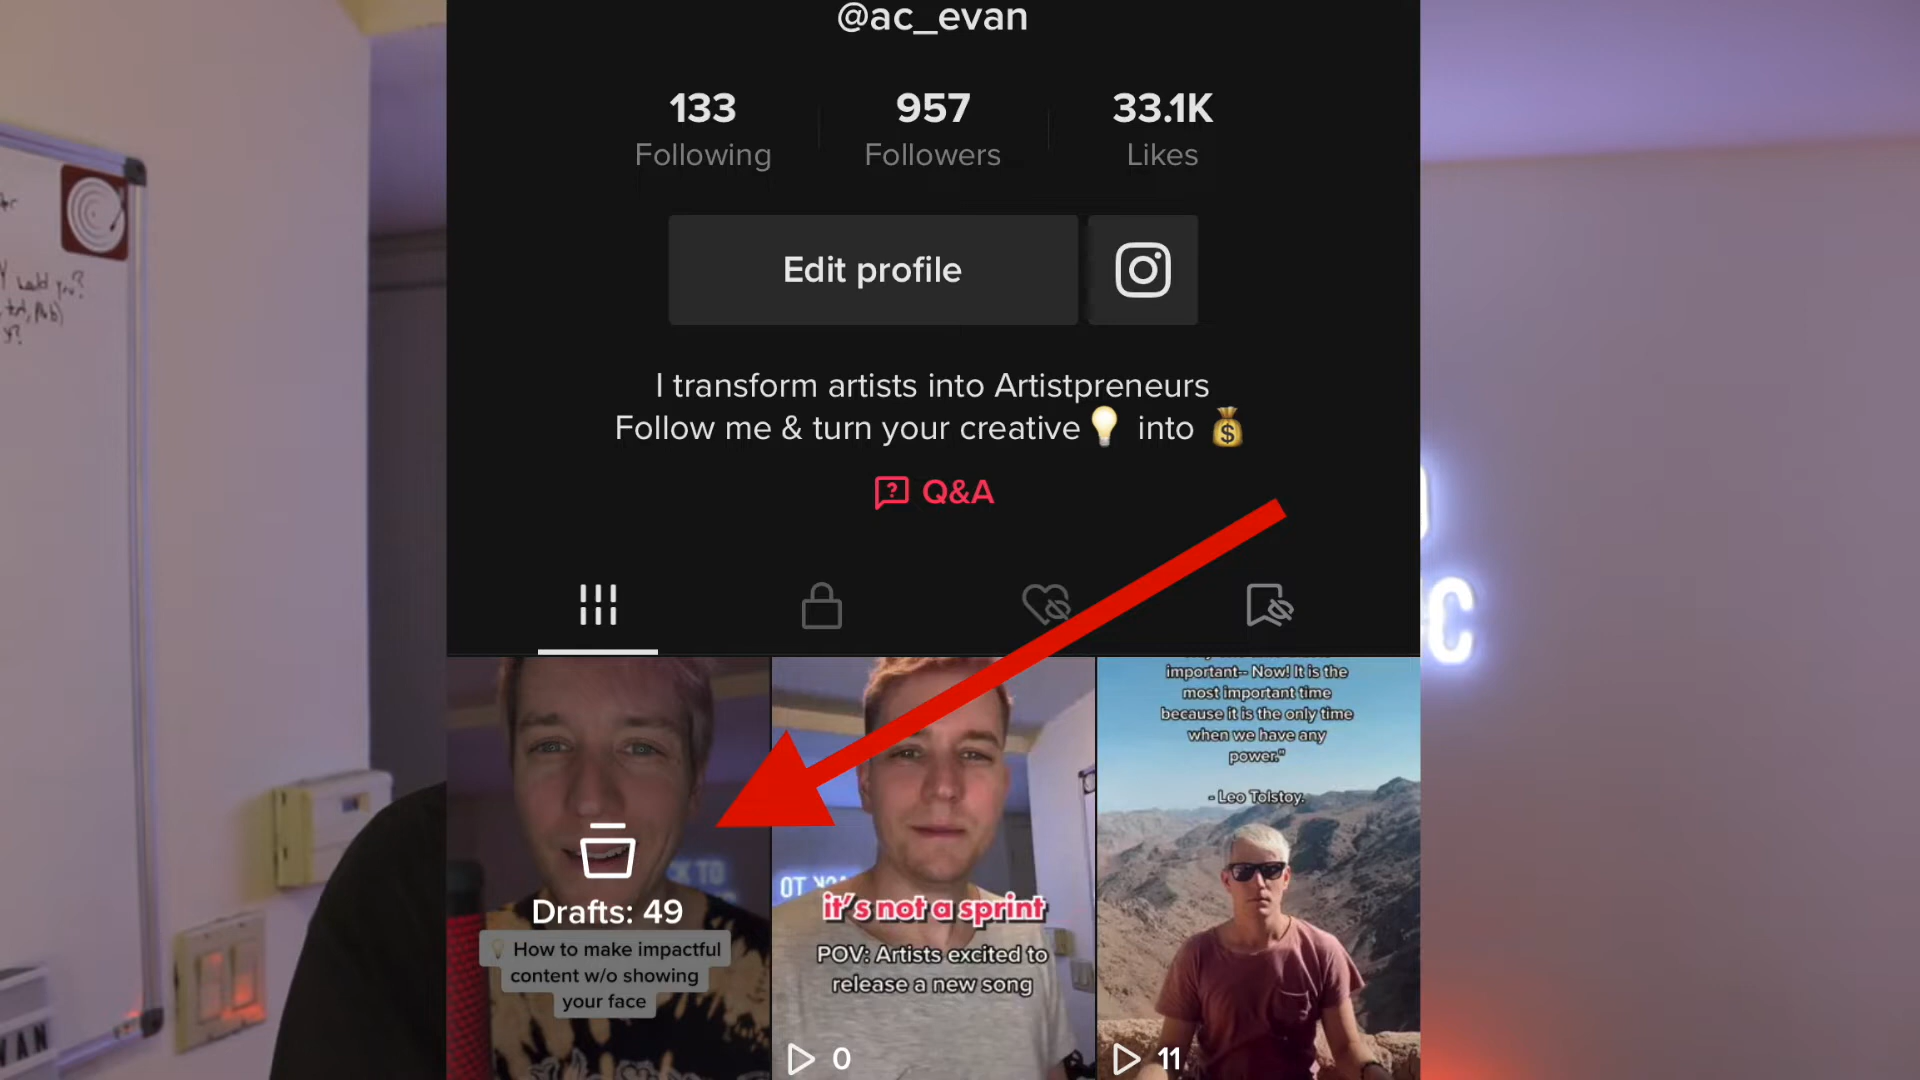 @ac_evan
133
Following
957
Followers
33.1K
Likes
Edit profile
I transform artists into Artistpreneurs
Follow me & turn your creative💡 into 💰
Q&A
Drafts: 49
💡 How to make impactful
content w/o showing
your face
it's not a sprint
POV: Artists excited to
release a new song
0
important-- Now! It is the
most important time
because it is the only time
when we have any
power."
- Leo Tolstoy.
11
you?